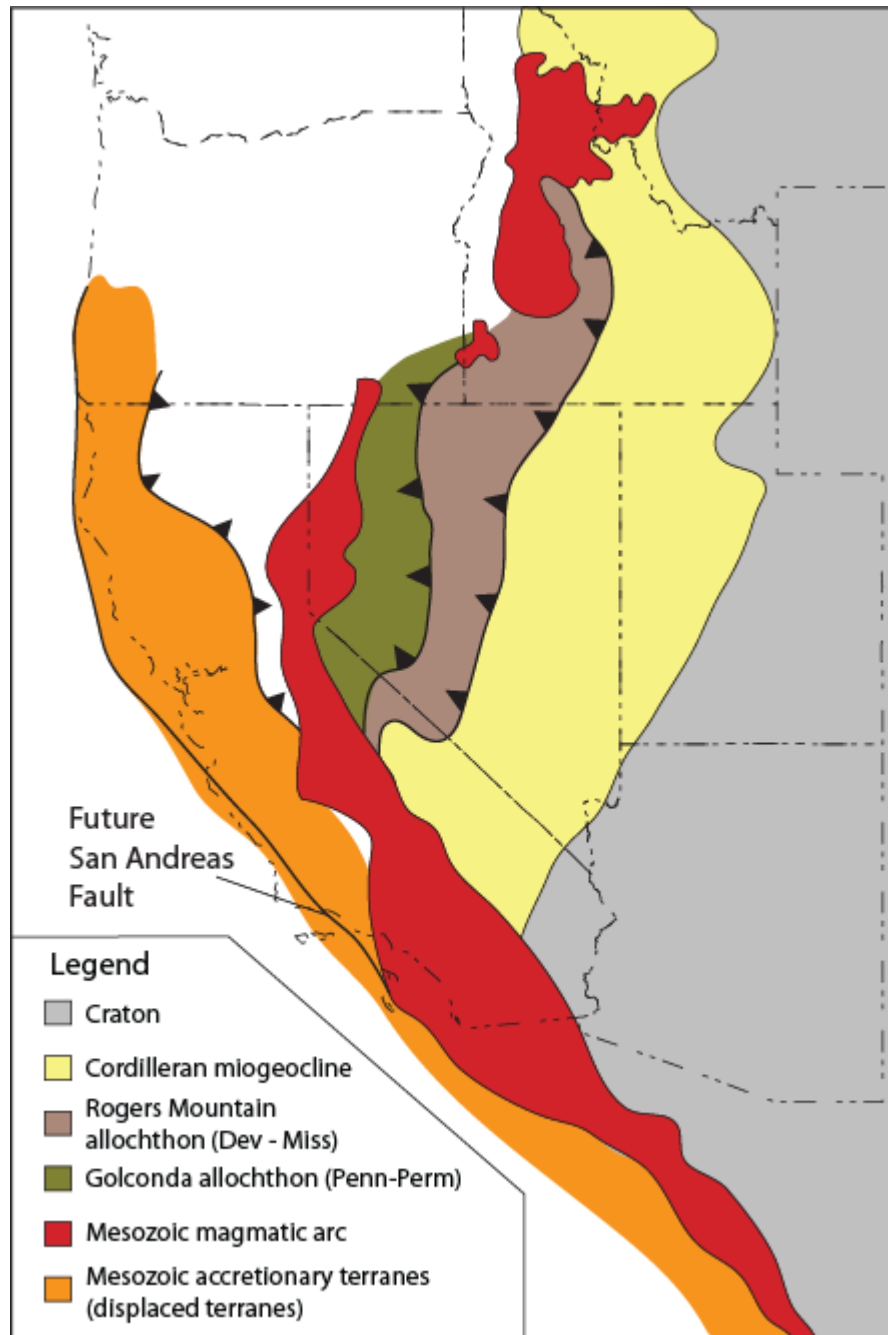 Future
San Andreas
Fault
Legend
Craton
Cordilleran miogeocline
Rogers Mountain
allochthon (Dev - Miss)
Golconda allochthon (Penn-Perm)
Mesozoic magmatic arc
Mesozoic accretionary terranes
(displaced terranes)